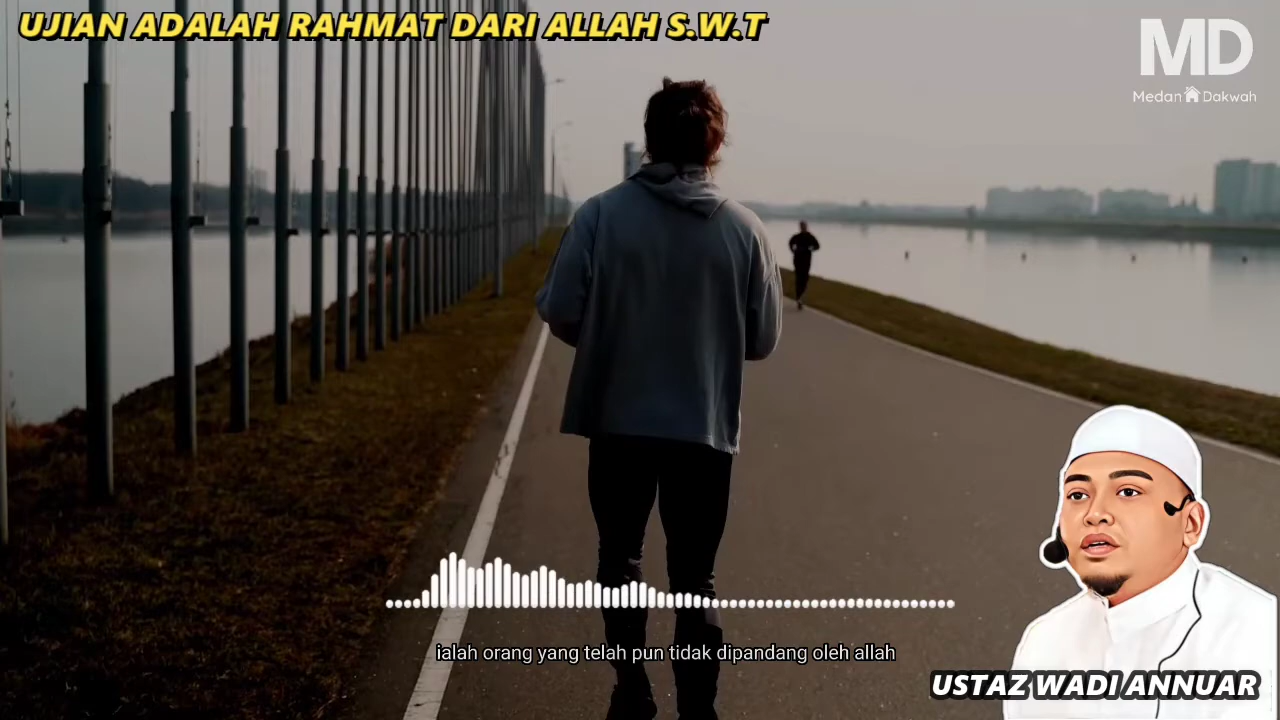 UJIAN ADALAH RAHMAT DARI ALLAH S.W.T
MD
Medan Dakwah
ialah orang yang telah pun tidak dipandang oleh allah
USTAZ WADI ANNUAR